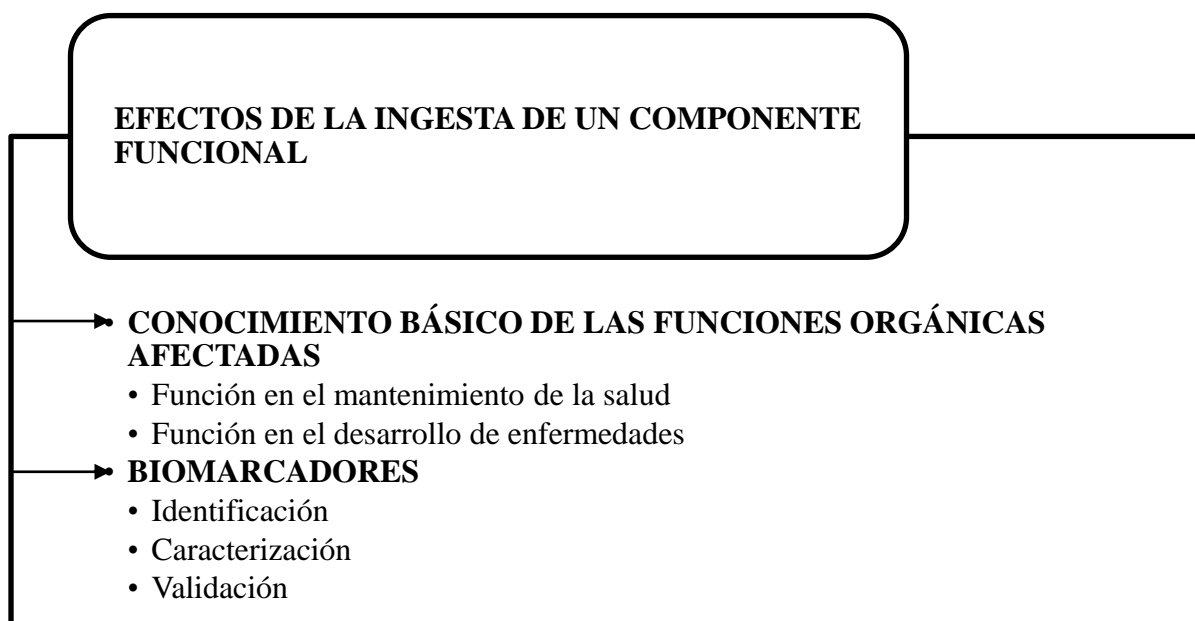 EFECTOS DE LA INGESTA DE UN COMPONENTE
FUNCIONAL
• CONOCIMIENTO BÁSICO DE LAS FUNCIONES ORGÁNICAS
AFECTADAS
• Función en el mantenimiento de la salud
• Función en el desarrollo de enfermedades
• BIOMARCADORES
• Identificación
• Caracterización
• Validación